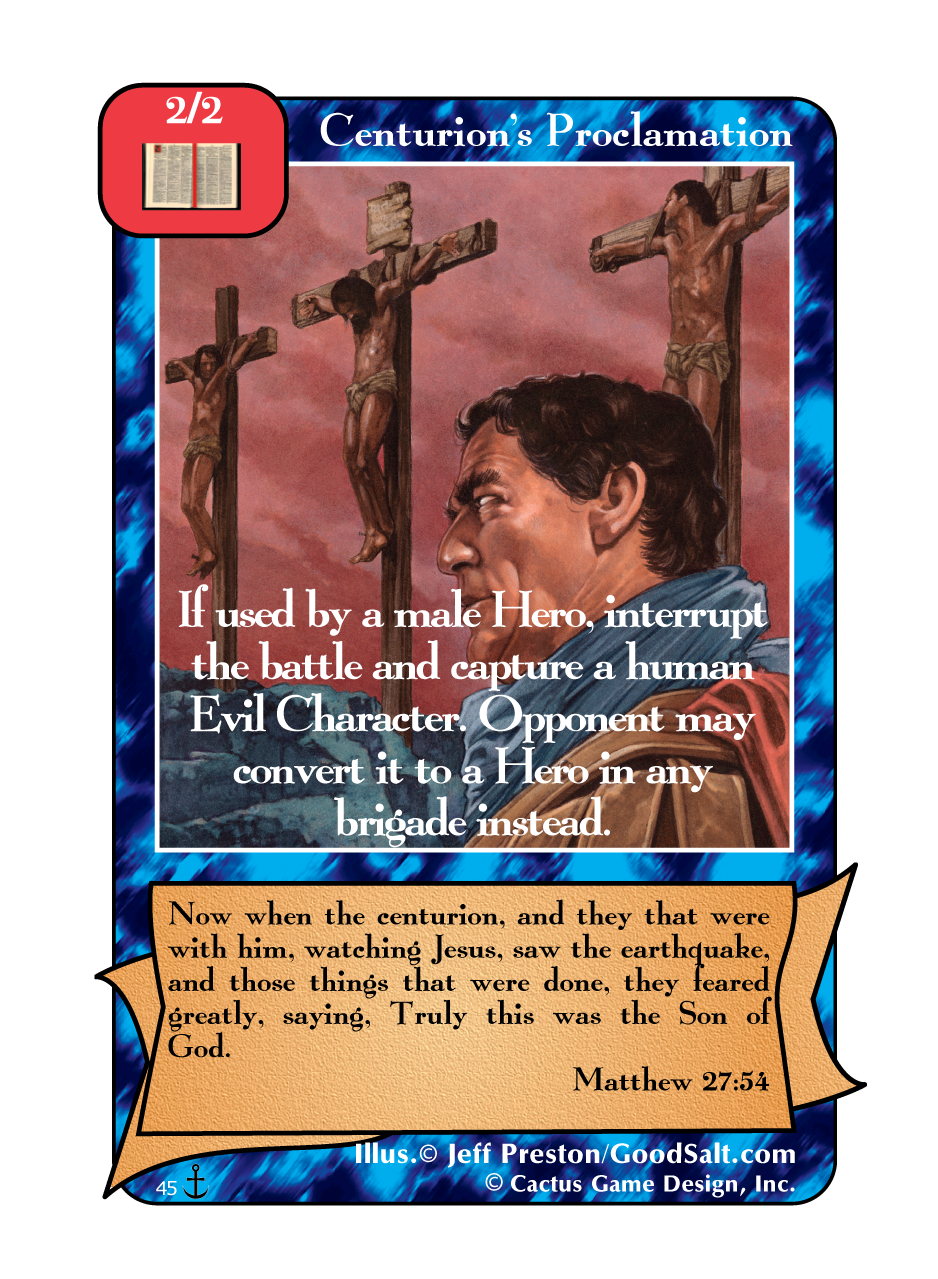 2/2
Centurion's Proclamation
If used by a male Hero, interrupt
the battle and capture a human
Evil Character. Opponent may
convert it to a Hero in any
brigade instead.
Now when the centurion, and they that were
with him, watching Jesus, saw the earthquake,
and those things that were done, they feared
greatly, saying, Truly this was the Son of
God.
Matthew 27:54
Illus.© Jeff Preston/GoodSalt.com
© Cactus Game Design, Inc.
45